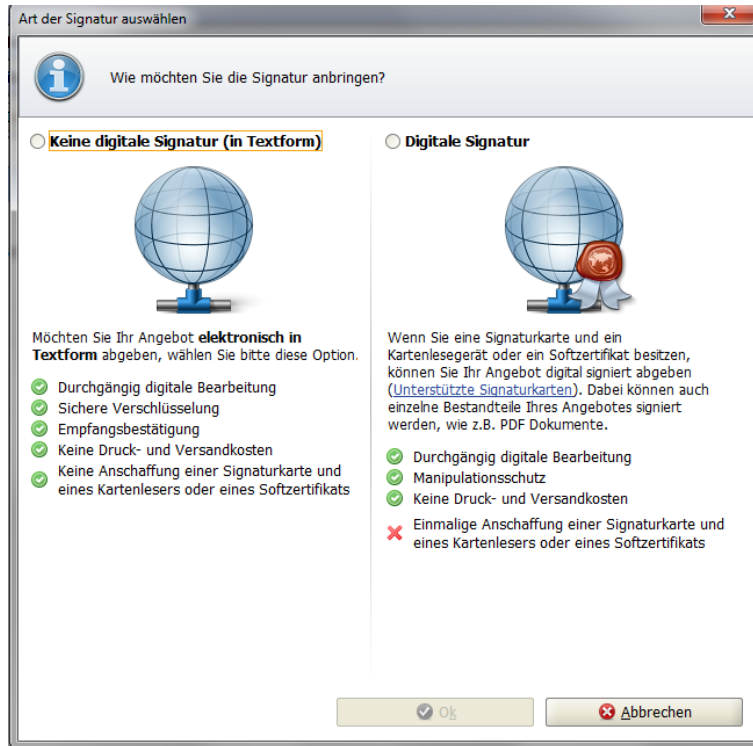 Art der Signatur auswählen
Wie möchten Sie die Signatur anbringen?
Keine digitale Signatur (in Textform)
Möchten Sie Ihr Angebot elektronisch in
Textform abgeben, wählen Sie bitte diese Option.
Durchgängig digitale Bearbeitung
Sichere Verschlüsselung
Empfangsbestätigung
Keine Druck- und Versandkosten
Keine Anschaffung einer Signaturkarte und
eines Kartenlesers oder eines Softzertifikats
Digitale Signatur
Wenn Sie eine Signaturkarte und ein
Kartenlesegerät oder ein Softzertifikat besitzen,
können Sie Ihr Angebot digital signiert abgeben
(Unterstützte Signaturkarten). Dabei können auch
einzelne Bestandteile Ihres Angebotes signiert
werden, wie z.B. PDF Dokumente.
Durchgängig digitale Bearbeitung
Manipulationsschutz
Keine Druck- und Versandkosten
Einmalige Anschaffung einer Signaturkarte und
eines Kartenlesers oder eines Softzertifikats
Ok
Abbrechen